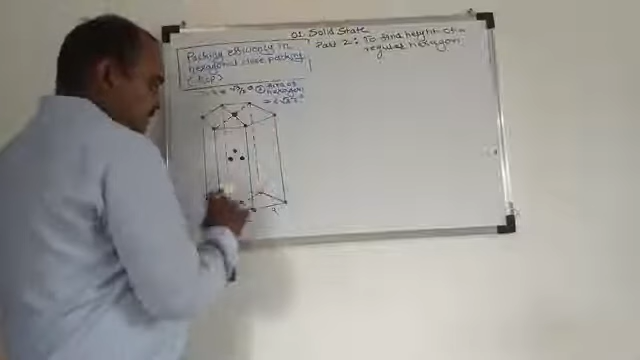 01. Solid State
Packing efficiency in
hexagonal close packing
(hcp)
Part 2: To find height of a
regular hexagon.
Area of
hexagon